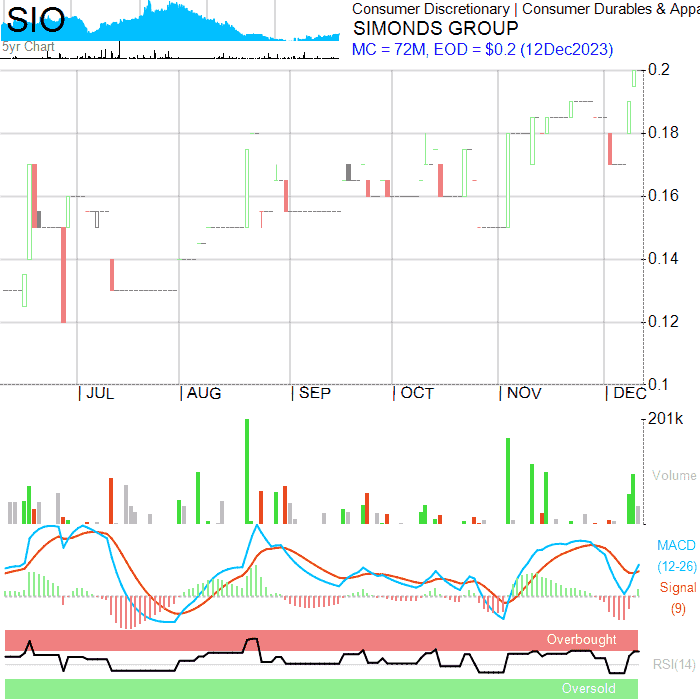 SIO
5yr Chart
Consumer Discretionary | Consumer Durables & Appa
SIMONDS GROUP
MC = 72M, EOD = $0.2 (12Dec2023)
0.2
0.18
0.16
0.14
0.12
0.1
| JUL | AUG | SEP | OCT | NOV | DEC
201k
Volume
MACD
(12-26)
Signal
(9)
Overbought
RSI(14)
Oversold